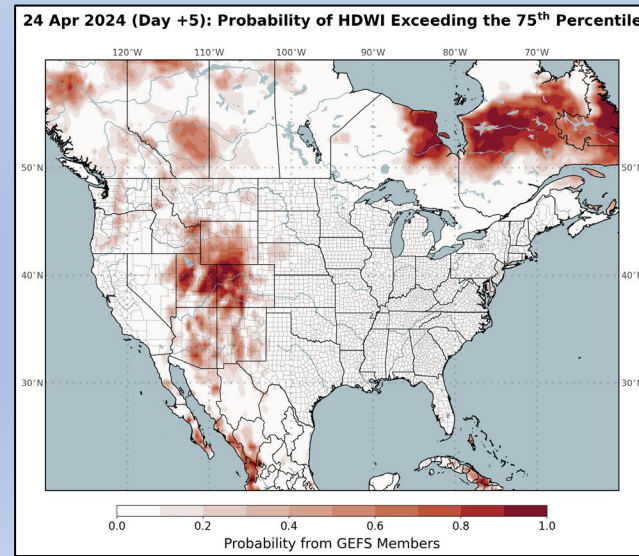 24 Apr 2024 (Day +5): Probability of HDWI Exceeding the 75th Percentile
120°W 110°W 100°W 90°W 80°W 70°W
50°N 50°N
40°N 40°N
30°N 30°N
0.0 0.2 0.4 0.6 0.8 1.0
Probability from GEFS Members